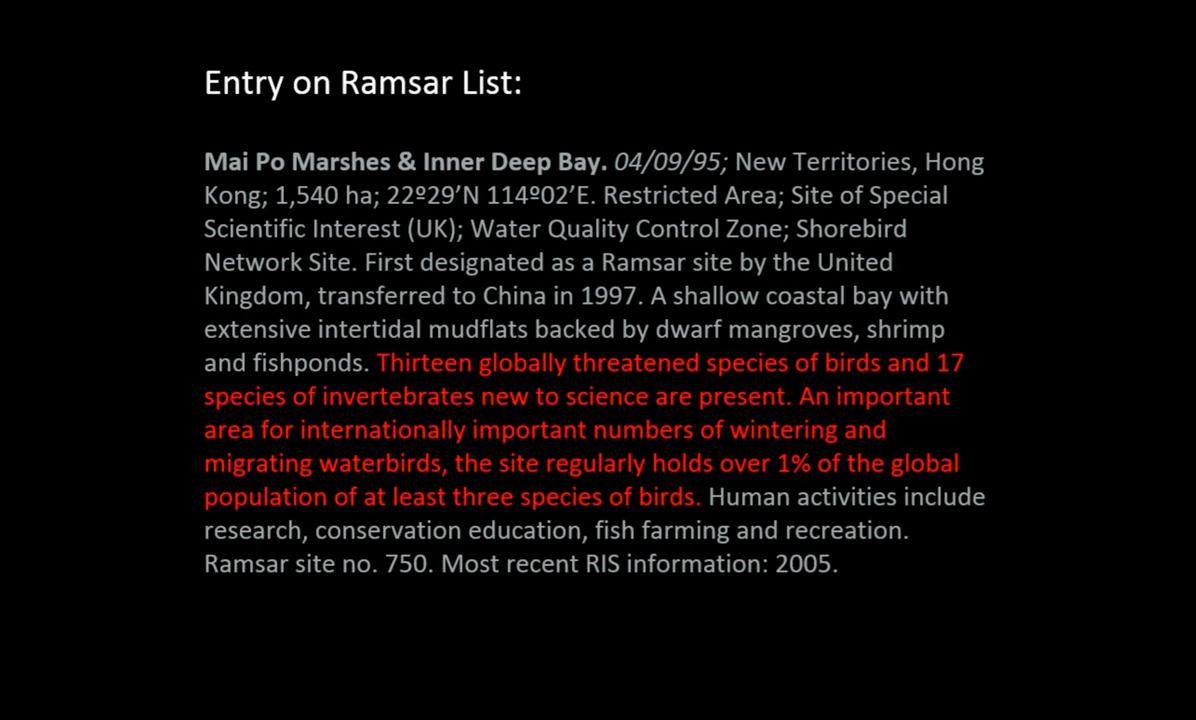 Entry on Ramsar List:
Mai Po Marshes & Inner Deep Bay. 04/09/95; New Territories, Hong
Kong; 1,540 ha; 22º29’N 114º02’E. Restricted Area; Site of Special
Scientific Interest (UK); Water Quality Control Zone; Shorebird
Network Site. First designated as a Ramsar site by the United
Kingdom, transferred to China in 1997. A shallow coastal bay with
extensive intertidal mudflats backed by dwarf mangroves, shrimp
and fishponds. Thirteen globally threatened species of birds and 17
species of invertebrates new to science are present. An important
area for internationally important numbers of wintering and
migrating waterbirds, the site regularly holds over 1% of the global
population of at least three species of birds. Human activities include
research, conservation education, fish farming and recreation.
Ramsar site no. 750. Most recent RIS information: 2005.